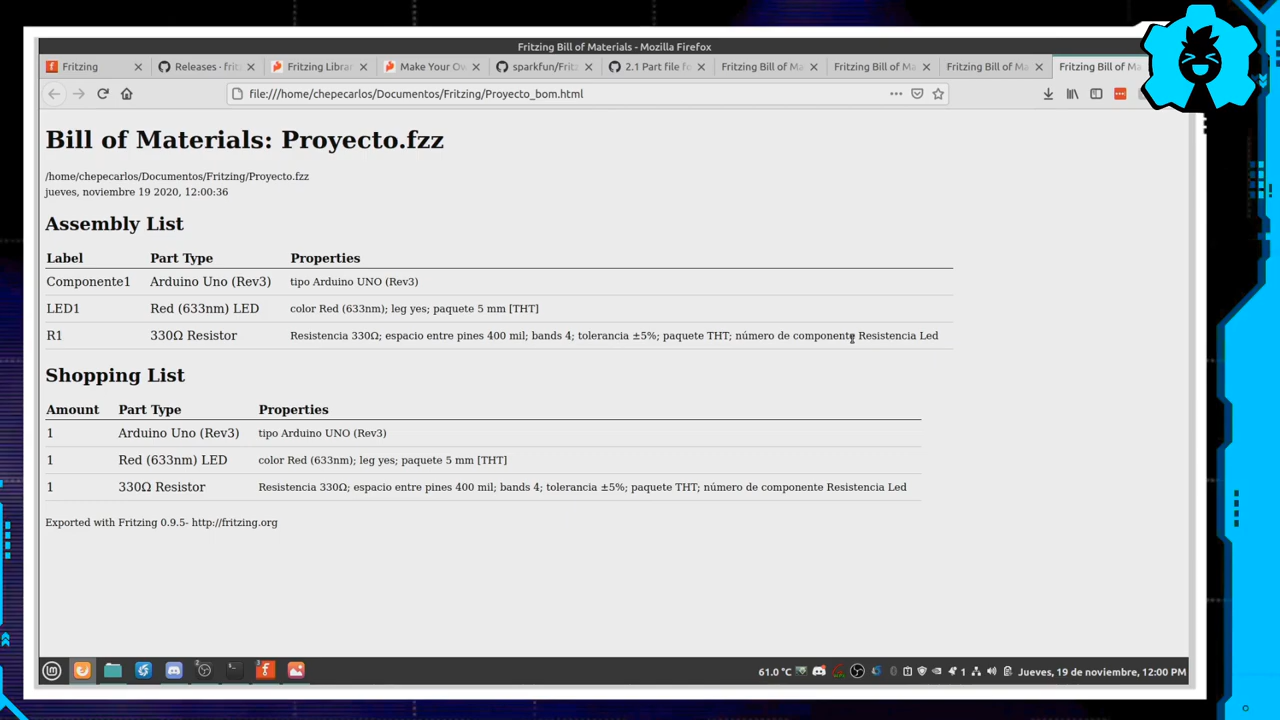 Fritzing Bill of Materials - Mozilla Firefox
Fritzing
Releases · fritz
Fritzing Librar
Make Your Ow
sparkfun/Fritz
2.1 Part file fo
Fritzing Bill of Ma
Fritzing Bill of Ma
Fritzing Bill of Ma
Fritzing Bill of Ma
file:///home/chepecarlos/Documentos/Fritzing/Proyecto_bom.html
Bill of Materials: Proyecto.fzz
/home/chepecarlos/Documentos/Fritzing/Proyecto.fzz
jueves, noviembre 19 2020, 12:00:36
Assembly List
Label Part Type Properties
Componente1 Arduino Uno (Rev3) tipo Arduino UNO (Rev3)
LED1 Red (633nm) LED color Red (633nm); leg yes; paquete 5 mm [THT]
R1 330Ω Resistor Resistencia 330Ω; espacio entre pines 400 mil; bands 4; tolerancia ±5%; paquete THT; número de componente Resistencia Led
Shopping List
Amount Part Type Properties
1 Arduino Uno (Rev3) tipo Arduino UNO (Rev3)
1 Red (633nm) LED color Red (633nm); leg yes; paquete 5 mm [THT]
1 330Ω Resistor Resistencia 330Ω; espacio entre pines 400 mil; bands 4; tolerancia ±5%; paquete THT; número de componente Resistencia Led
Exported with Fritzing 0.9.5- http://fritzing.org
61.0 °C 1 Jueves, 19 de noviembre, 12:00 PM